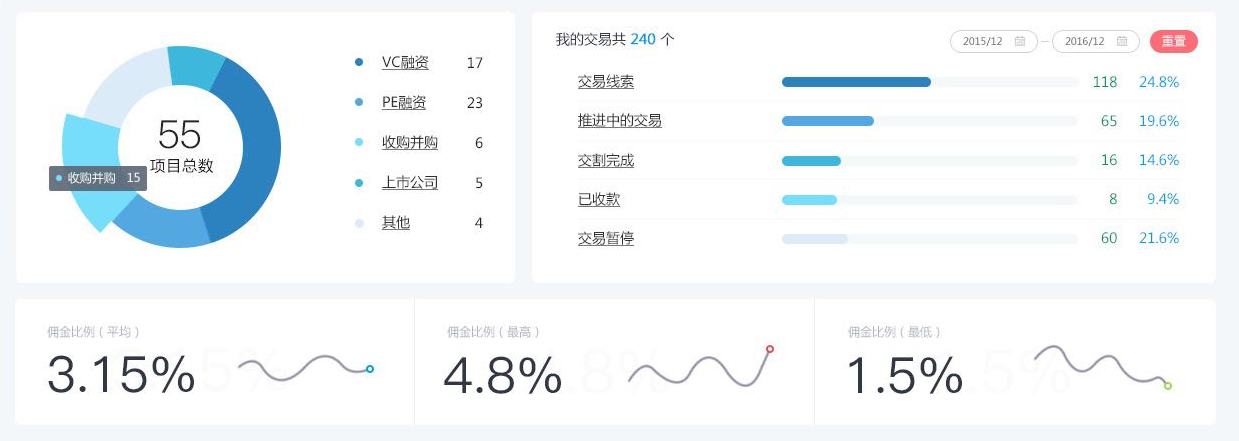 55
项目总数
收购并购 15
VC融资 17
PE融资 23
收购并购 6
上市公司 5
其他 4
我的交易共 240 个
2015/12 – 2016/12 重置
交易线索 118 24.8%
推进中的交易 65 19.6%
交割完成 16 14.6%
已收款 8 9.4%
交易暂停 60 21.6%
佣金比例（平均）
3.15%
佣金比例（最高）
4.8%
佣金比例（最低）
1.5%